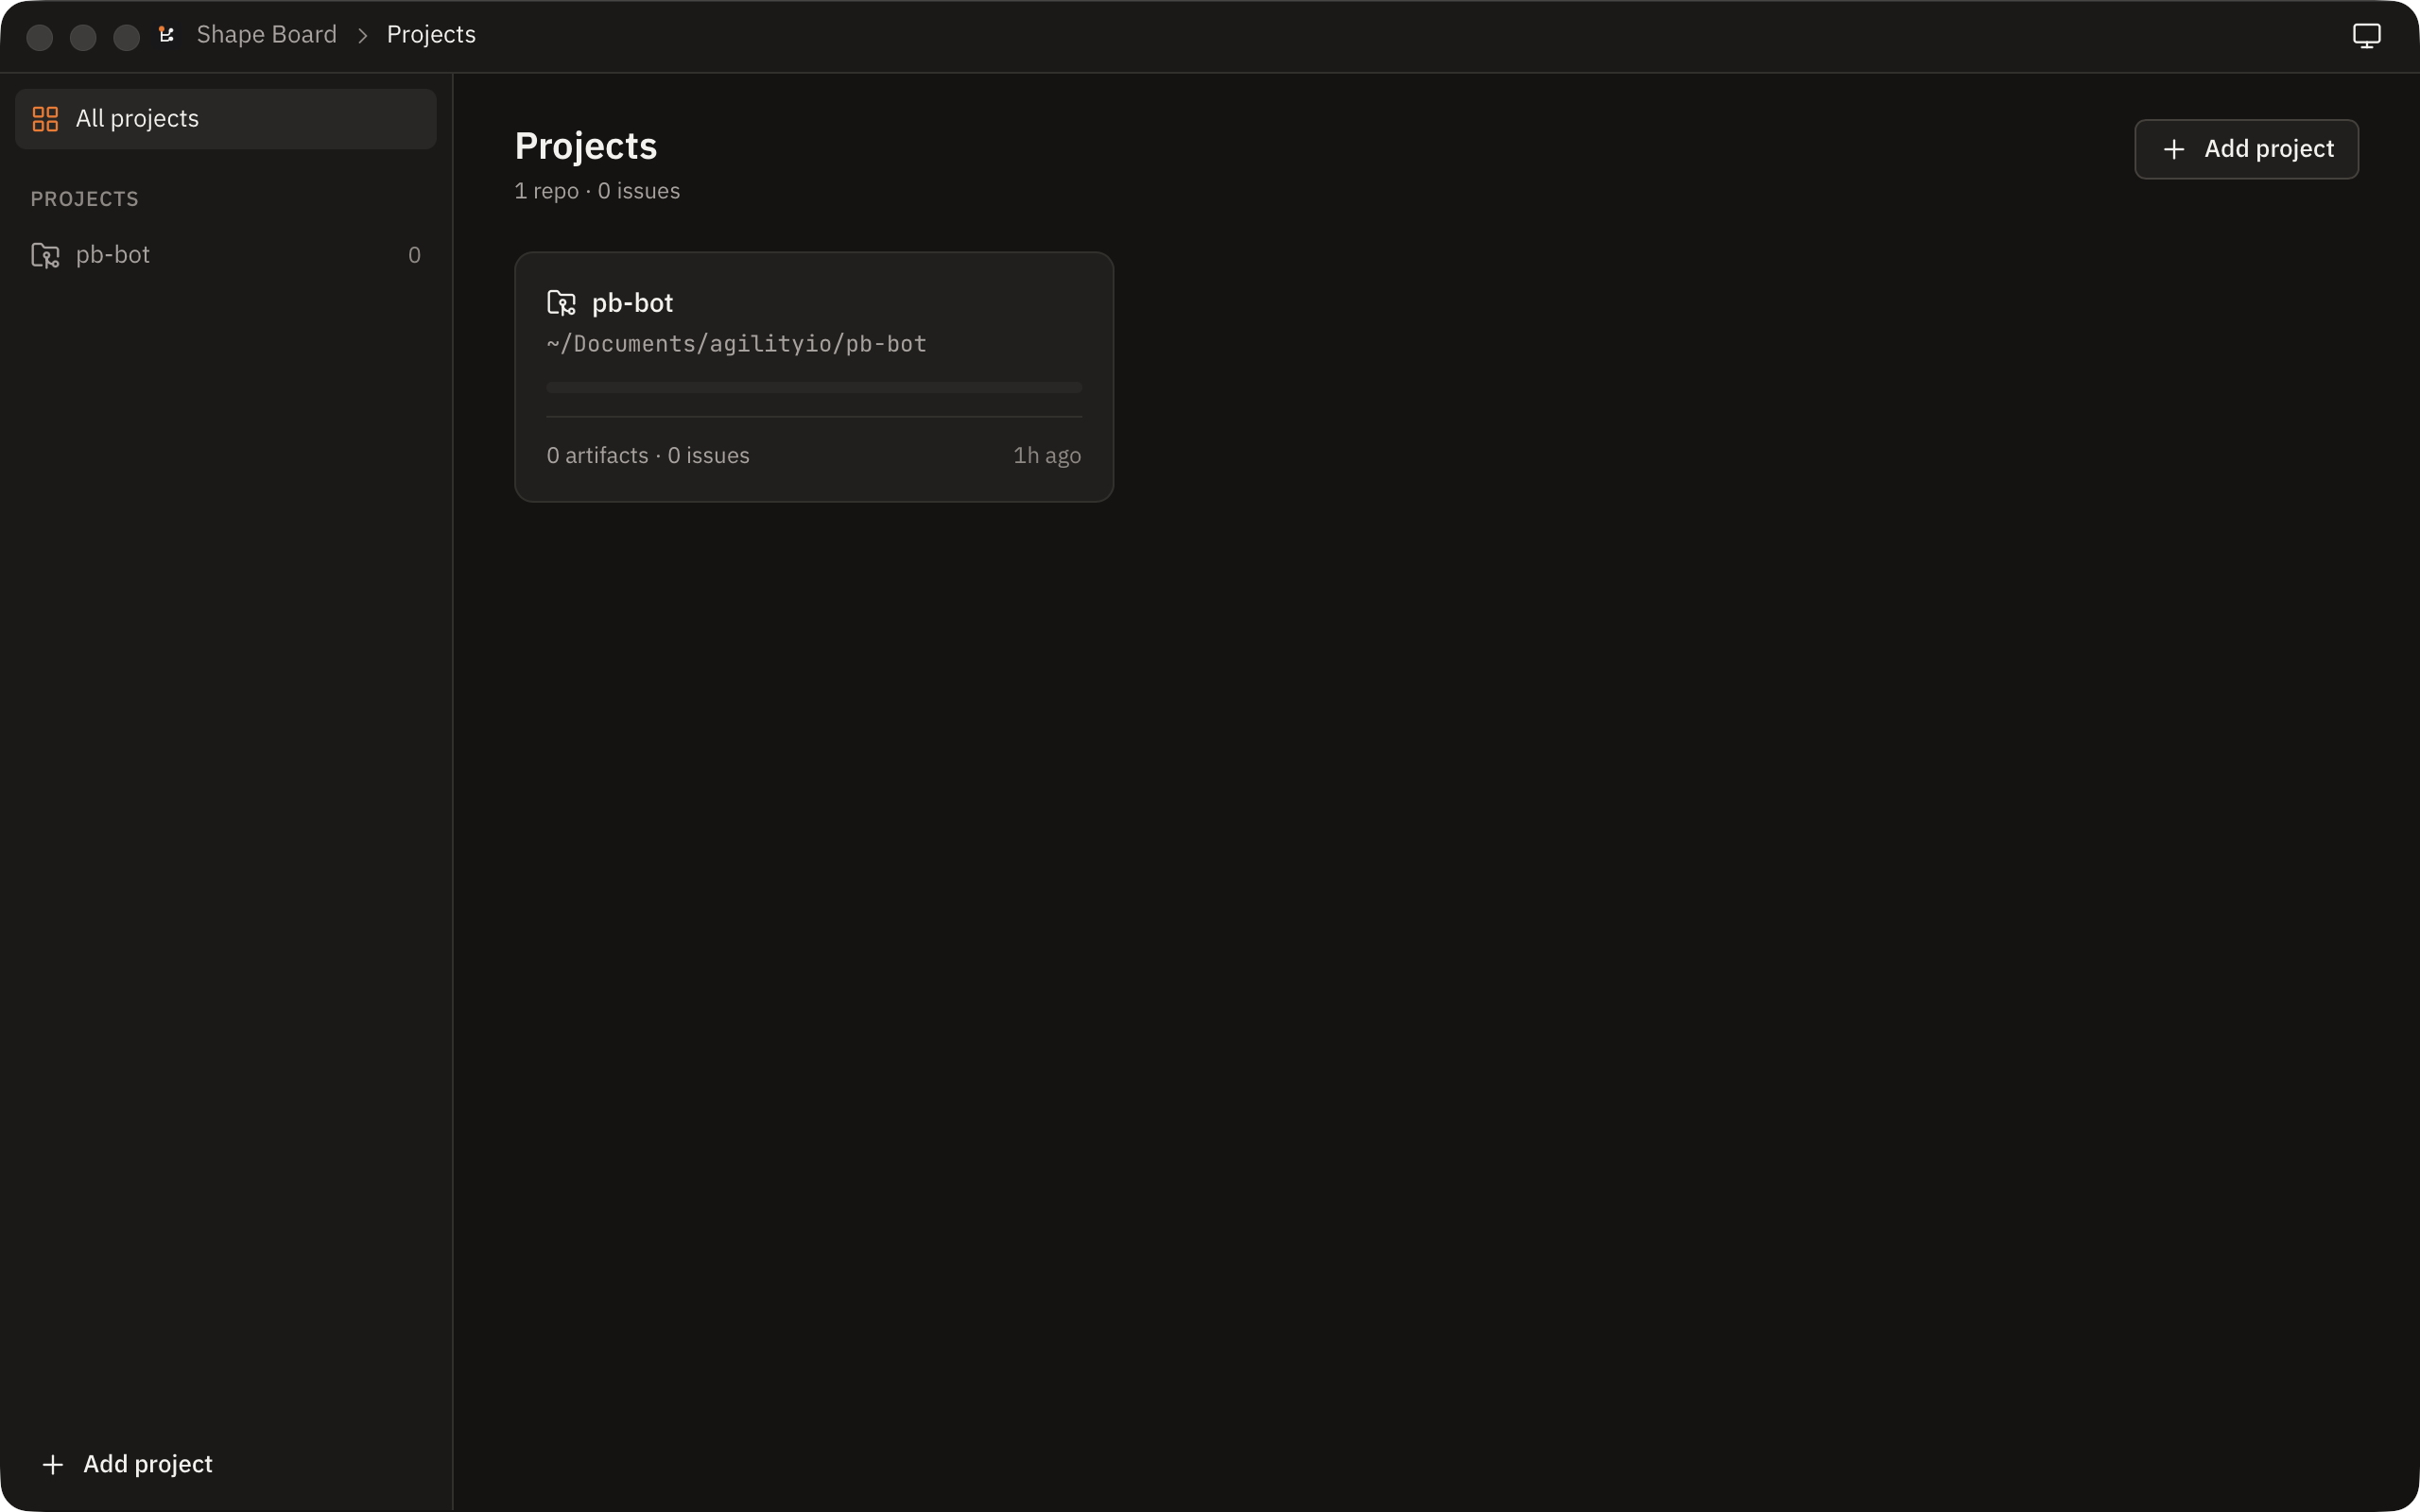 Shape Board > Projects
All projects
PROJECTS
pb-bot 0
Add project
Projects
1 repo · 0 issues
Add project
pb-bot
~/Documents/agilityio/pb-bot
0 artifacts · 0 issues 1h ago